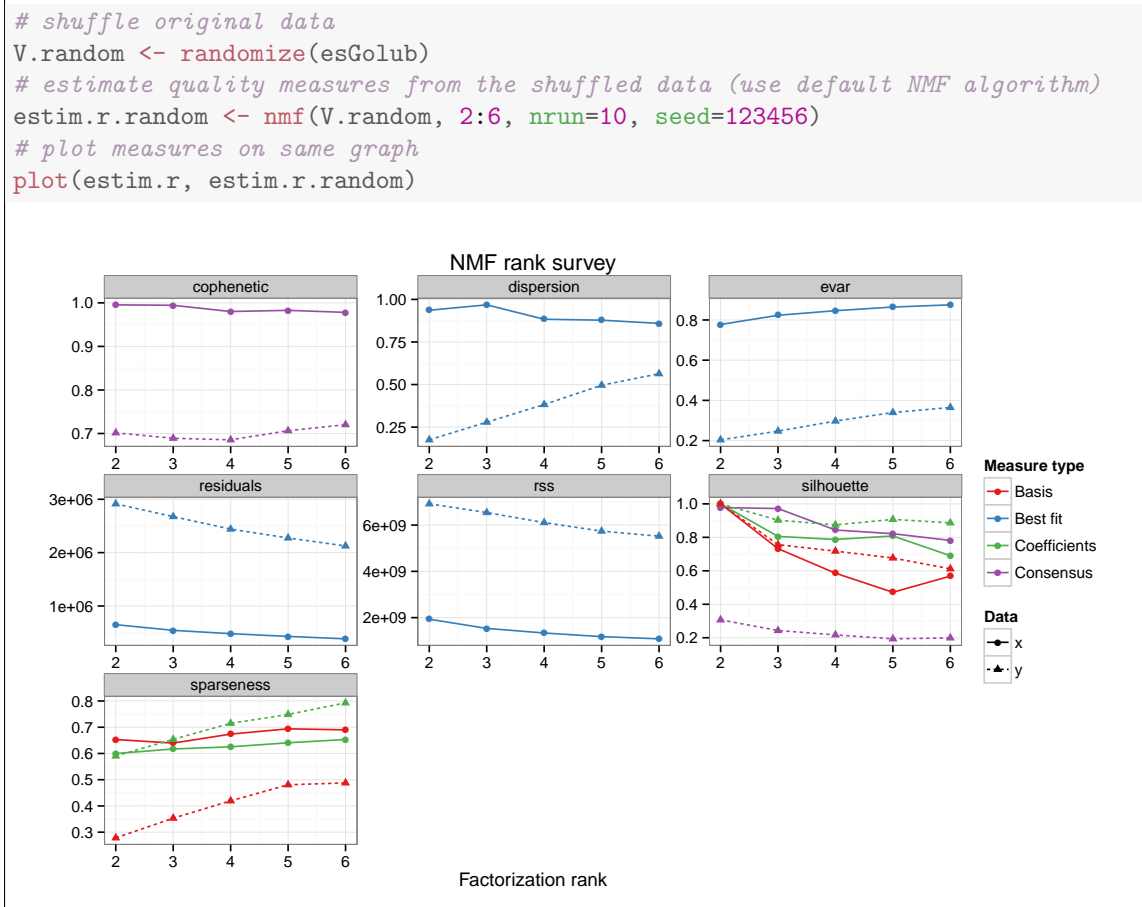 # shuffle original data
V.random <- randomize(esGolub)
# estimate quality measures from the shuffled data (use default NMF algorithm)
estim.r.random <- nmf(V.random, 2:6, nrun=10, seed=123456)
# plot measures on same graph
plot(estim.r, estim.r.random)
NMF rank survey
cophenetic
1.0
0.9
0.8
0.7
2 3 4 5 6
dispersion
1.00
0.75
0.50
0.25
2 3 4 5 6
evar
0.8
0.6
0.4
0.2
2 3 4 5 6
residuals
3e+06
2e+06
1e+06
2 3 4 5 6
rss
6e+09
4e+09
2e+09
2 3 4 5 6
silhouette
1.0
0.8
0.6
0.4
0.2
2 3 4 5 6
sparseness
0.8
0.7
0.6
0.5
0.4
0.3
2 3 4 5 6
Factorization rank
Measure type
Basis
Best fit
Coefficients
Consensus
Data
x
y